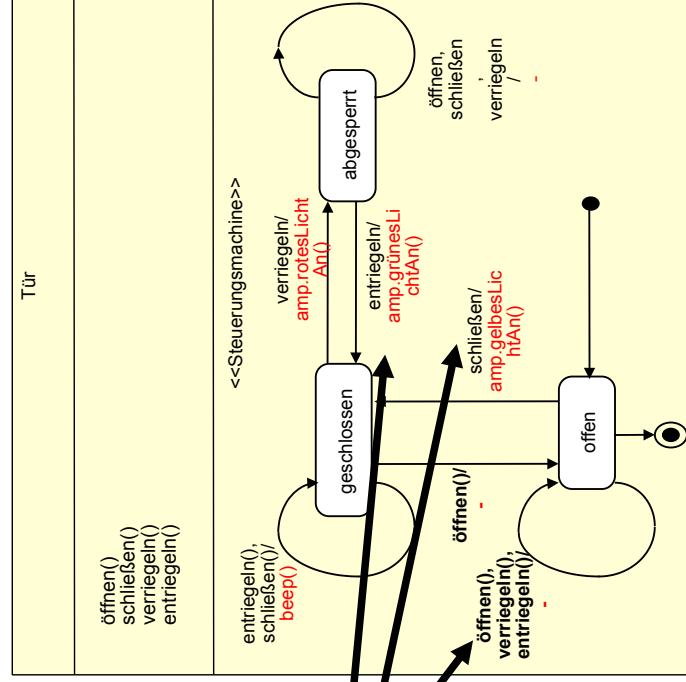 Tür
öffnen()
schließen()
verriegeln()
entriegeln()
<<Steuerungsmachine>>
entriegeln(),
schließen()/
beep()
geschlossen
verriegeln/
amp.rotesLicht
An()
abgesperrt
öffnen,
schließen
,
verriegeln
/
-
entriegeln/
amp.grünesLi
chtAn()
schließen/
amp.gelbesLic
htAn()
öffnen()/
-
öffnen(),
verriegeln(),
entriegeln()/
-
offen